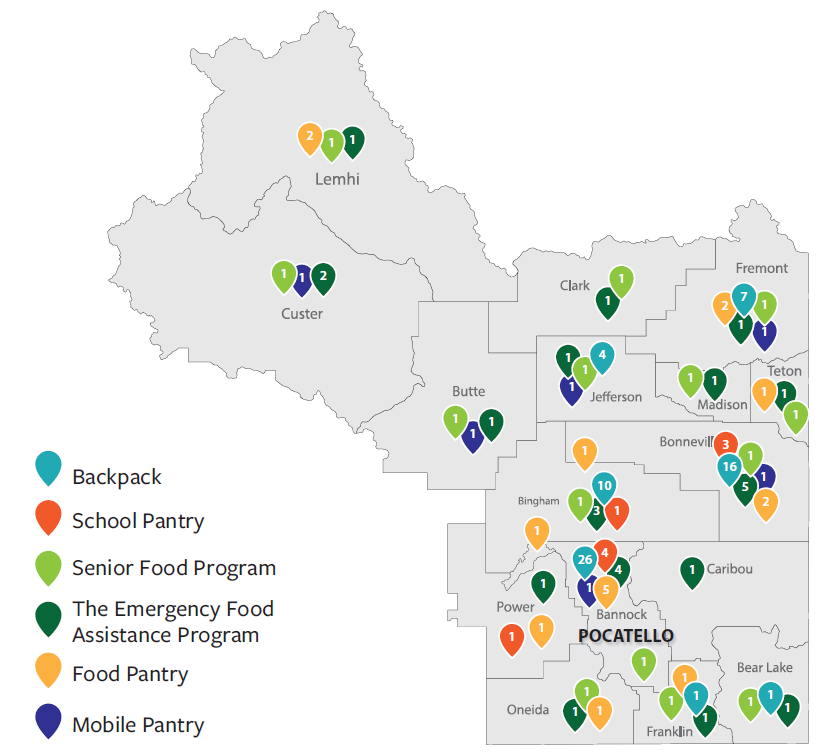 2 1 1
Lemhi
1 1 2
Custer
Clark
1
1
Fremont
2 7 1
1 1
1 4
1
1
Jefferson
1 1
Madison
Teton
1 1
1
Butte
1 1
1
Bonnevill
3 1
16 1
5 2
1
10
Bingham
1 3 1
1
26 4
4
1 5
Bannock
POCATELLO
1
Caribou
1
Power
1 1
1
Oneida
1
1 1
1
1 1
1
Franklin
Bear Lake
1 1 1
Backpack
School Pantry
Senior Food Program
The Emergency Food
Assistance Program
Food Pantry
Mobile Pantry